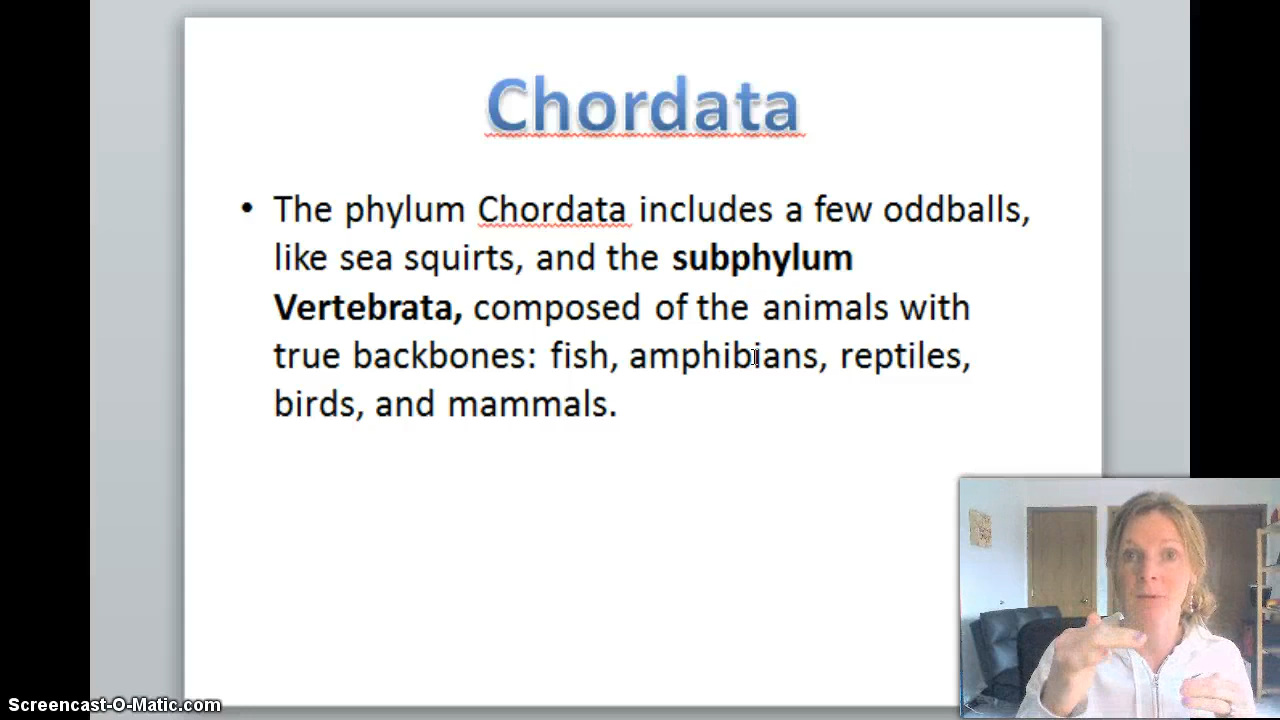 Chordata
• The phylum Chordata includes a few oddballs,
like sea squirts, and the subphylum
Vertebrata, composed of the animals with
true backbones: fish, amphibians, reptiles,
birds, and mammals.
Screencast-O-Matic.com